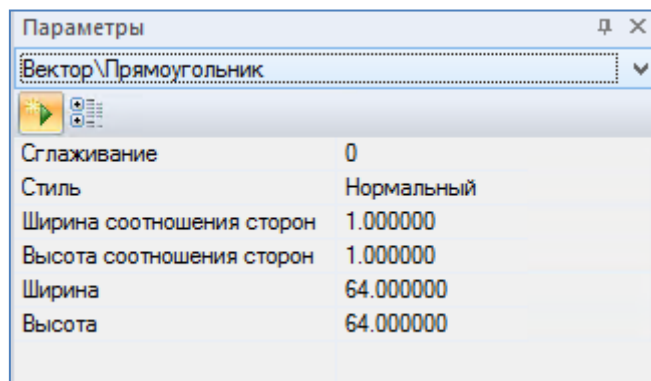 Параметры
Вектор\Прямоугольник
Сглаживание 0
Стиль Нормальный
Ширина соотношения сторон 1.000000
Высота соотношения сторон 1.000000
Ширина 64.000000
Высота 64.000000